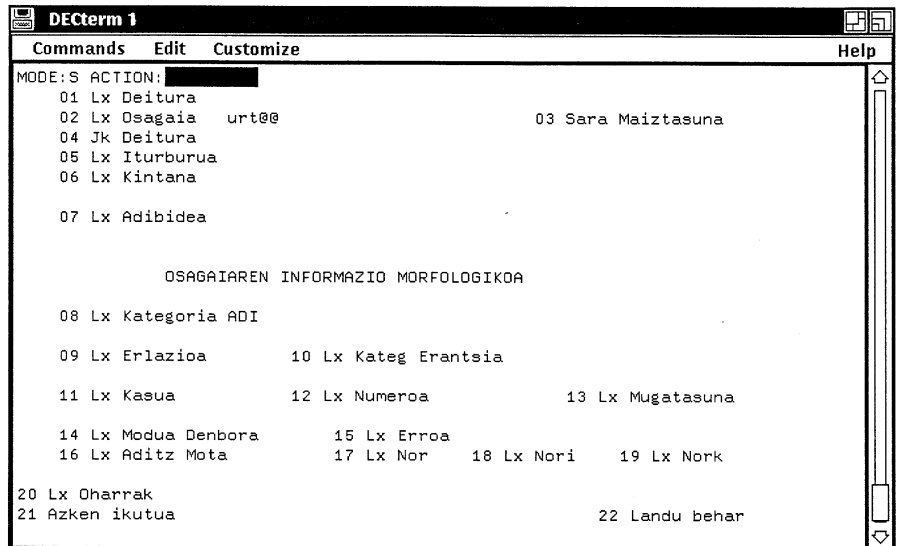 DECterm 1
Commands Edit Customize Help
MODE:S ACTION:
01 Lx Deitura
02 Lx Osagaia urt@@ 03 Sara Maiztasuna
04 Jk Deitura
05 Lx Iturburua
06 Lx Kintana
07 Lx Adibidea
OSAGAIAREN INFORMAZIO MORFOLOGIKOA
08 Lx Kategoria ADI
09 Lx Erlazioa 10 Lx Kateg Erantsia
11 Lx Kasua 12 Lx Numeroa 13 Lx Mugatasuna
14 Lx Modua Denbora 15 Lx Erroa
16 Lx Aditz Mota 17 Lx Nor 18 Lx Nori 19 Lx Nork
20 Lx Oharrak
21 Azken ikutua 22 Landu behar